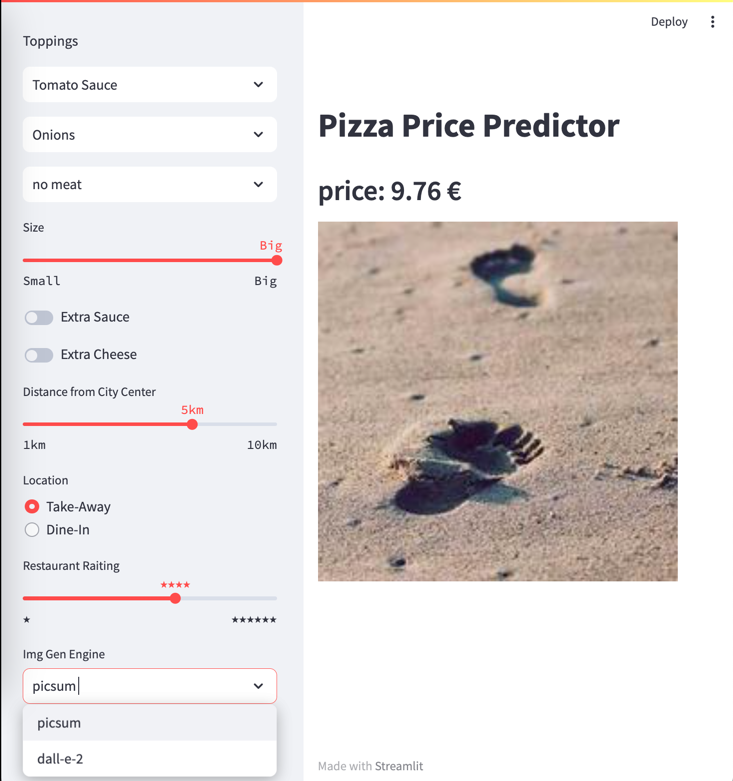 Deploy
Toppings
Tomato Sauce
Onions
no meat
Size
Big
Small Big
Extra Sauce
Extra Cheese
Distance from City Center
5km
1km 10km
Location
Take-Away
Dine-In
Restaurant Raiting
★★★★
★ ★★★★★★
Img Gen Engine
picsum
picsum
dall-e-2
Pizza Price Predictor
price: 9.76 €
Made with Streamlit